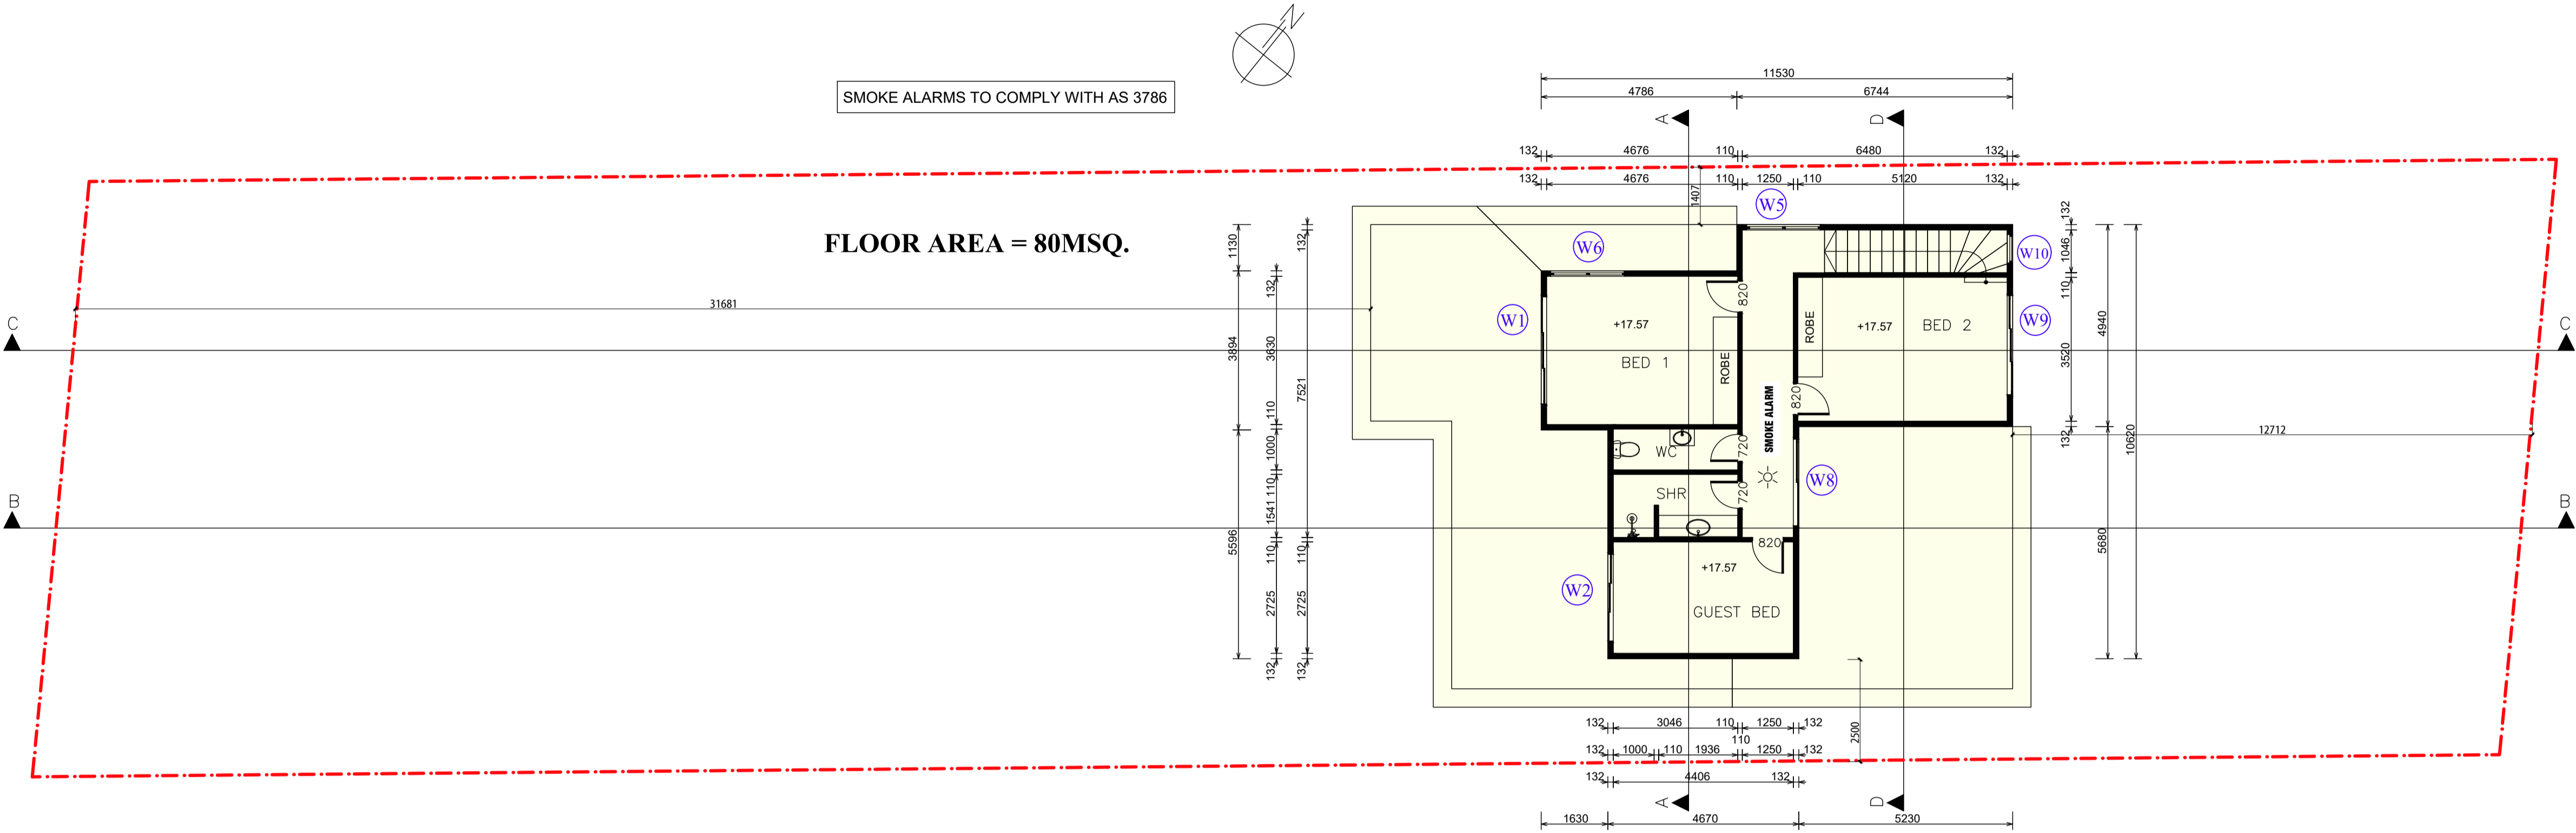 N
11530
SMOKE ALARMS TO COMPLY WITH AS 3786
4786 6744
A D
132 4676 110 6480 132
132 4676 110 1250 110 5120 132
1407
W5
FLOOR AREA = 80MSQ.
W6
1130
132
132
1046
W10
31681
132
820
110
W1
+17.57
ROBE
+17.57
BED 2
W9
C
C
3894
3630
4940
3520
BED 1
ROBE
7521
820
SMOKE ALARM
110
132
10620
12712
1000
WC
720
110
W8
B
SHR
720
B
1541
5596
110
110
820
5680
+17.57
W2
2725
2725
GUEST BED
132
132
2500
132 3046 110 1250 132
110
132 1000 110 1936 1250 132
132 4406 132
A D
1630 4670 5230